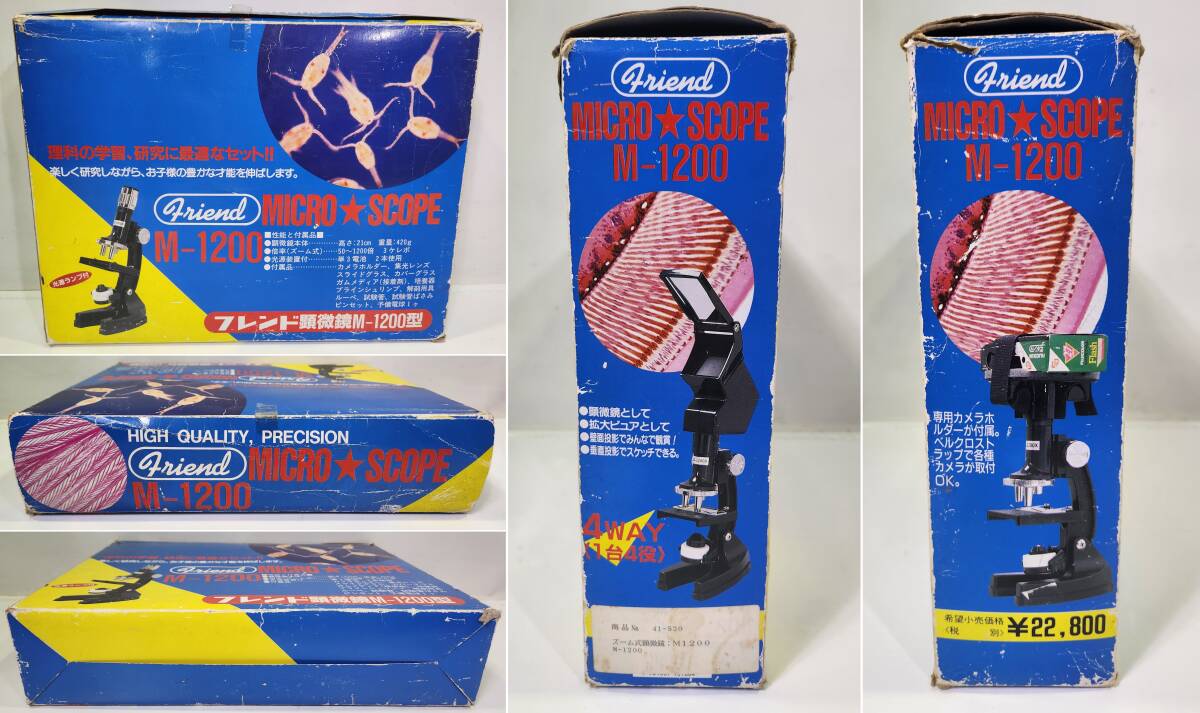 理科の学習、研究に最適なセット!!
楽しく研究しながら、お子様の豊かな才能を伸ばします。
Friend MICRO★SCOPE
M-1200
■性能と付属品■
●顕微鏡本体…………高さ:21cm 重量:420g
●倍率(ズーム式)……50〜1200倍 3ケレボ
●光源装置付…………単3電池 2本使用
●付属品………………カメラホルダー、集光レンズ
スライドグラス、カバーグラス
ガムメディア(接着剤)、培養器
ブラインシュリンプ、解剖用具
ルーペ、試験管、試験管ばさみ
ピンセット、予備電球1ヶ
光源ランプ付
フレンド顕微鏡M-1200型
HIGH QUALITY, PRECISION
Friend MICRO★SCOPE
M-1200
Friend MICRO★SCOPE
M-1200
フレンド顕微鏡M-1200型
Friend
MICRO★SCOPE
M-1200
●顕微鏡として
●拡大ビュアとして
●壁面投影でみんなで観賞!
●垂直投影でスケッチできる。
4WAY
(1台4役)
商品№ 41-530
ズーム式顕微鏡:M1200
M-1200
Friend
MICRO★SCOPE
M-1200
Flash
専用カメラホ
ルダーが付属。
ベルクロスト
ラップで各種
カメラが取付
OK。
希望小売価格
〈税 別〉
¥22,800